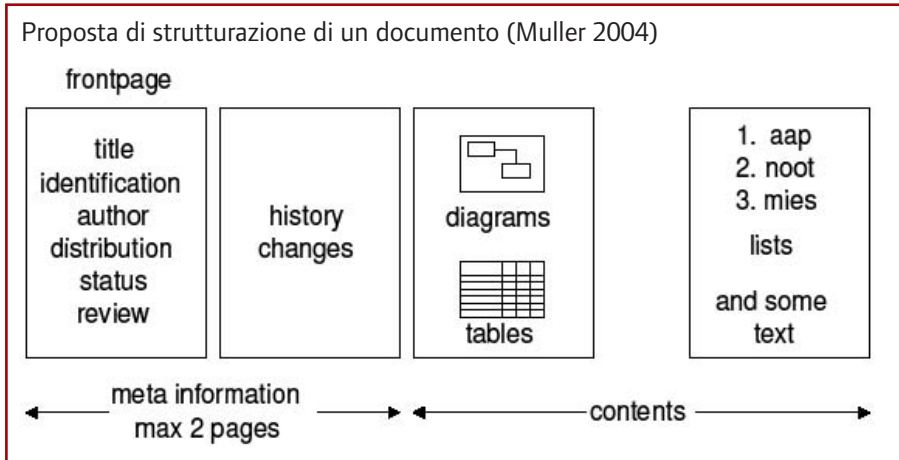 Proposta di strutturazione di un documento (Muller 2004)
frontpage
title
identification
author
distribution
status
review
history
changes
diagrams
tables
1. aap
2. noot
3. mies
lists
and some
text
meta information
max 2 pages
contents